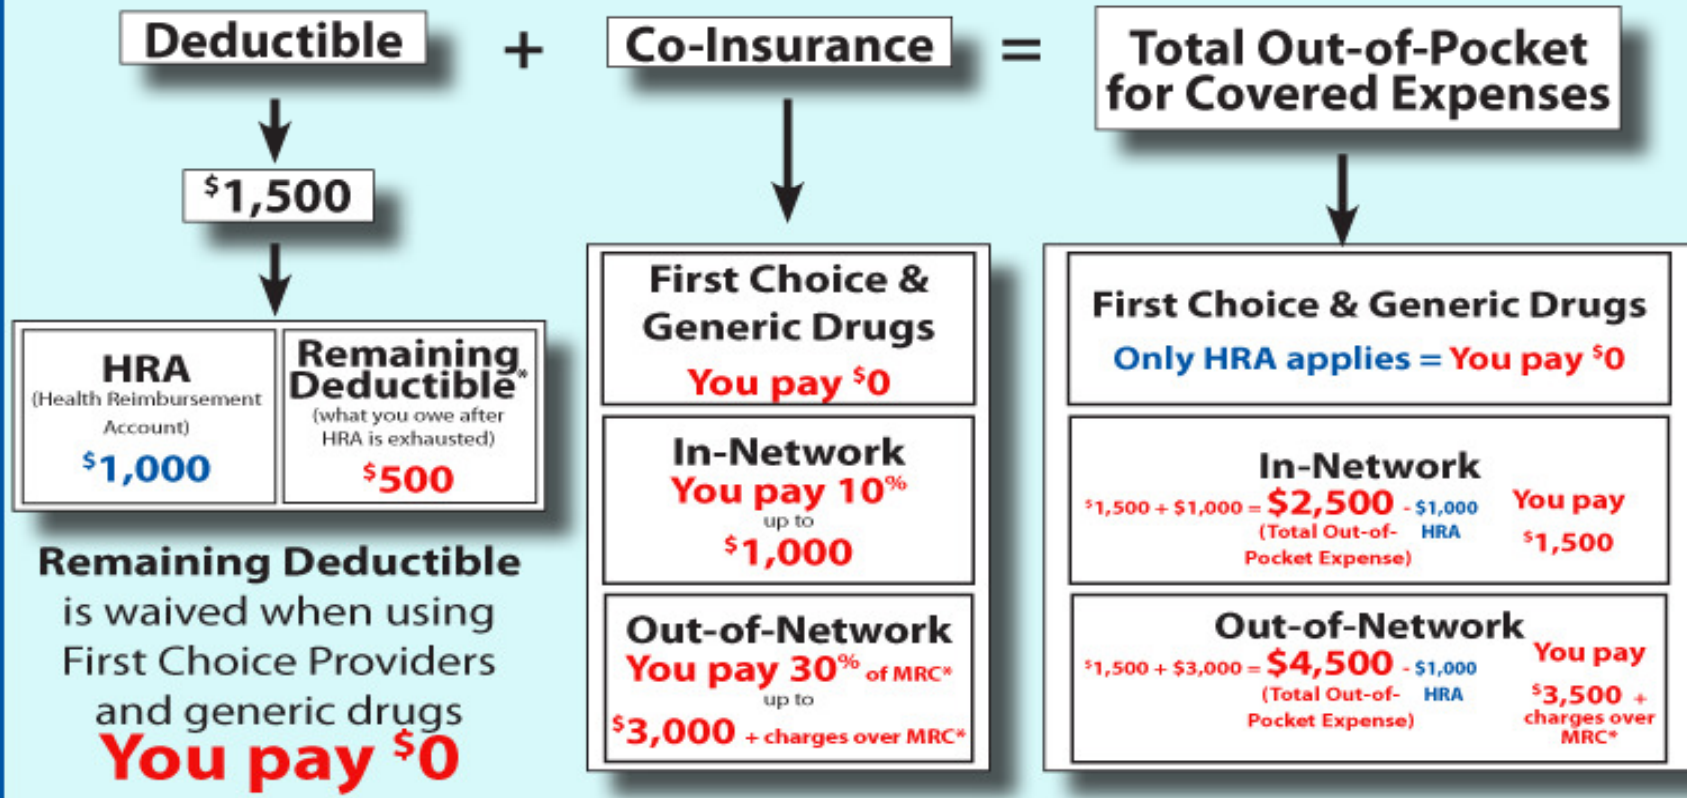 Deductible + Co-Insurance = Total Out-of-Pocket
for Covered Expenses
$1,500
HRA
(Health Reimbursement
Account)
$1,000
Remaining
Deductible*
(what you owe after
HRA is exhausted)
$500
Remaining Deductible
is waived when using
First Choice Providers
and generic drugs
You pay $0
First Choice &
Generic Drugs
You pay $0
In-Network
You pay 10%
up to
$1,000
Out-of-Network
You pay 30% of MRC*
up to
$3,000 + charges over MRC*
First Choice & Generic Drugs
Only HRA applies = You pay $0
In-Network
$1,500 + $1,000 = $2,500 - $1,000
(Total Out-of- HRA
Pocket Expense)
You pay
$1,500
Out-of-Network
$1,500 + $3,000 = $4,500 - $1,000
(Total Out-of- HRA
Pocket Expense)
You pay
$3,500 +
charges over
MRC*